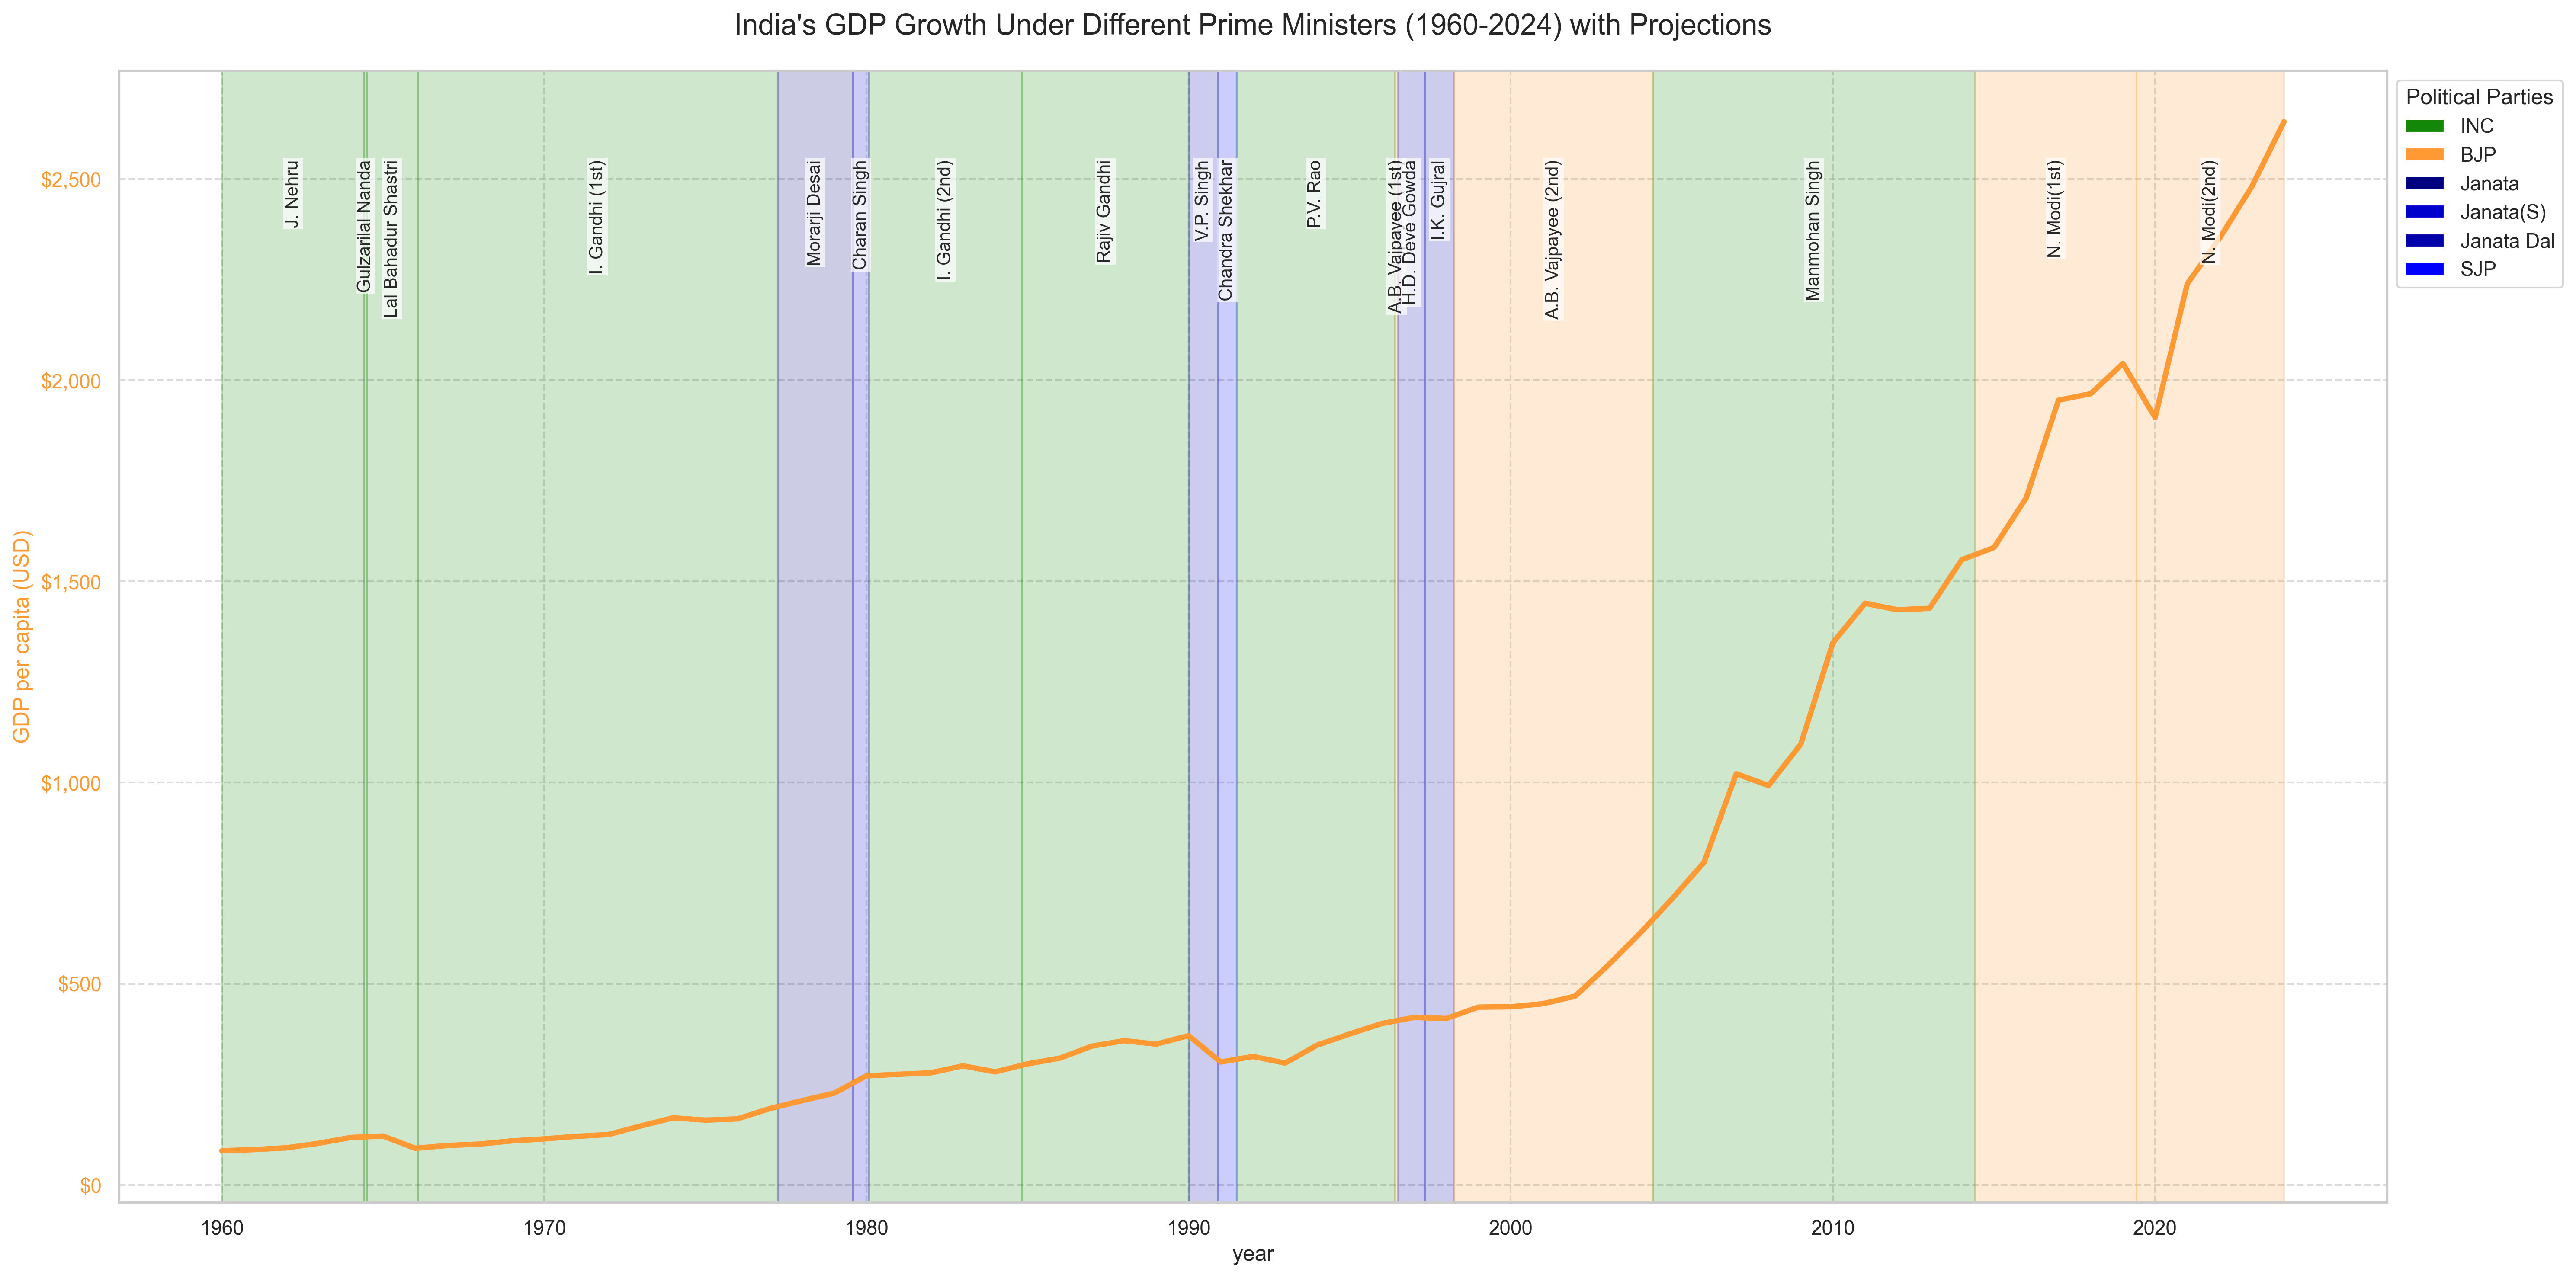 India's GDP Growth Under Different Prime Ministers (1960-2024) with Projections
Political Parties
INC
BJP
Janata
Janata(S)
Janata Dal
SJP
J. Nehru
Gulzarilal Nanda
Lal Bahadur Shastri
I. Gandhi (1st)
Morarji Desai
Charan Singh
I. Gandhi (2nd)
Rajiv Gandhi
V.P. Singh
Chandra Shekhar
P.V. Rao
A.B. Vajpayee (1st)
H.D. Deve Gowda
I.K. Gujral
A.B. Vajpayee (2nd)
Manmohan Singh
N. Modi(1st)
N. Modi(2nd)
GDP per capita (USD)
$2,500
$2,000
$1,500
$1,000
$500
$0
1960 1970 1980 1990 2000 2010 2020
year